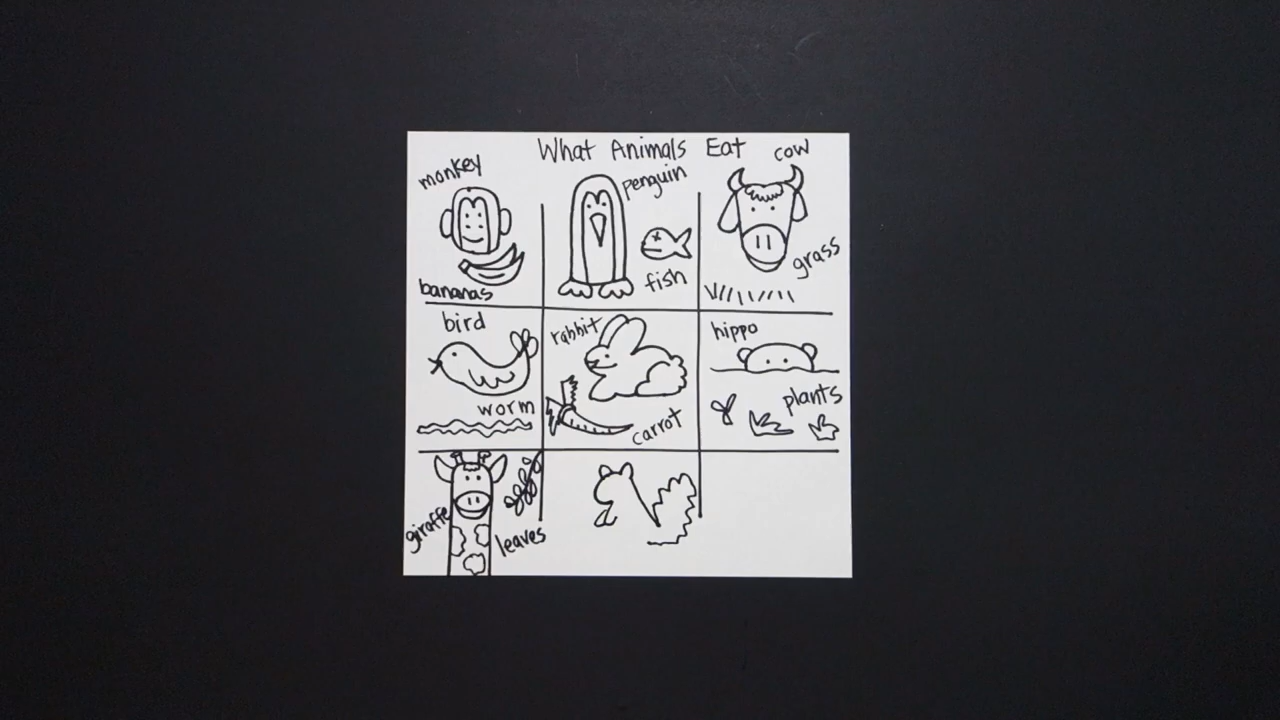 What Animals Eat
monkey
bananas
penguin
fish
cow
grass
bird
worm
rabbit
carrot
hippo
plants
giraffe
leaves